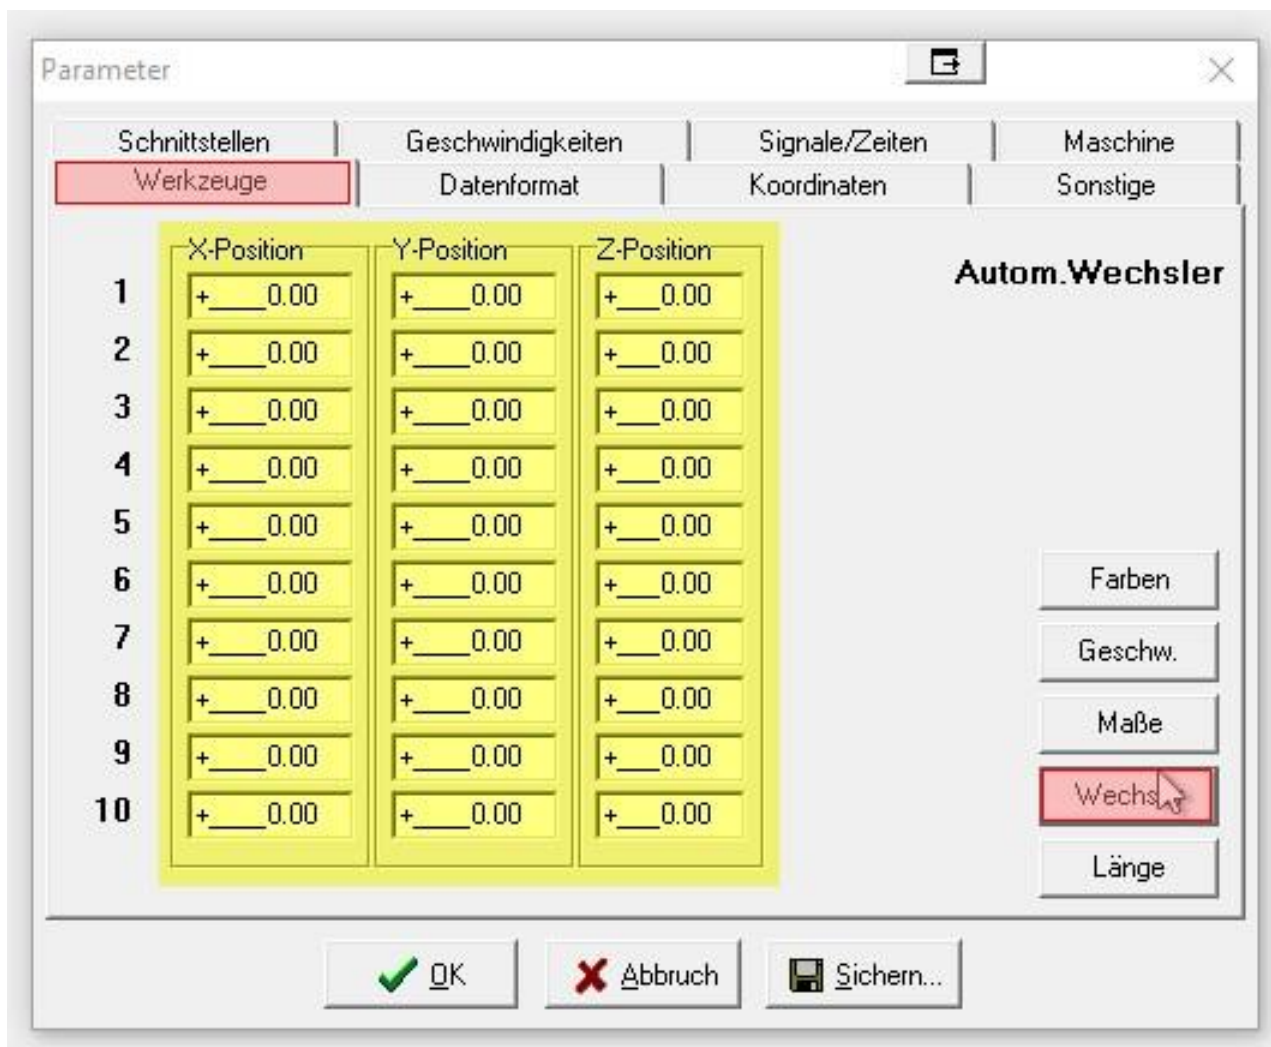 Parameter
Schnittstellen Geschwindigkeiten Signale/Zeiten Maschine
Werkzeuge Datenformat Koordinaten Sonstige
X-Position Y-Position Z-Position
Autom.Wechsler
1 +____0.00 +____0.00 +___0.00
2 +____0.00 +____0.00 +___0.00
3 +____0.00 +____0.00 +___0.00
4 +____0.00 +____0.00 +___0.00
5 +____0.00 +____0.00 +___0.00
6 +____0.00 +____0.00 +___0.00
7 +____0.00 +____0.00 +___0.00
8 +____0.00 +____0.00 +___0.00
9 +____0.00 +____0.00 +___0.00
10 +____0.00 +____0.00 +___0.00
Farben
Geschw.
Maße
Länge
OK Abbruch Sichern...